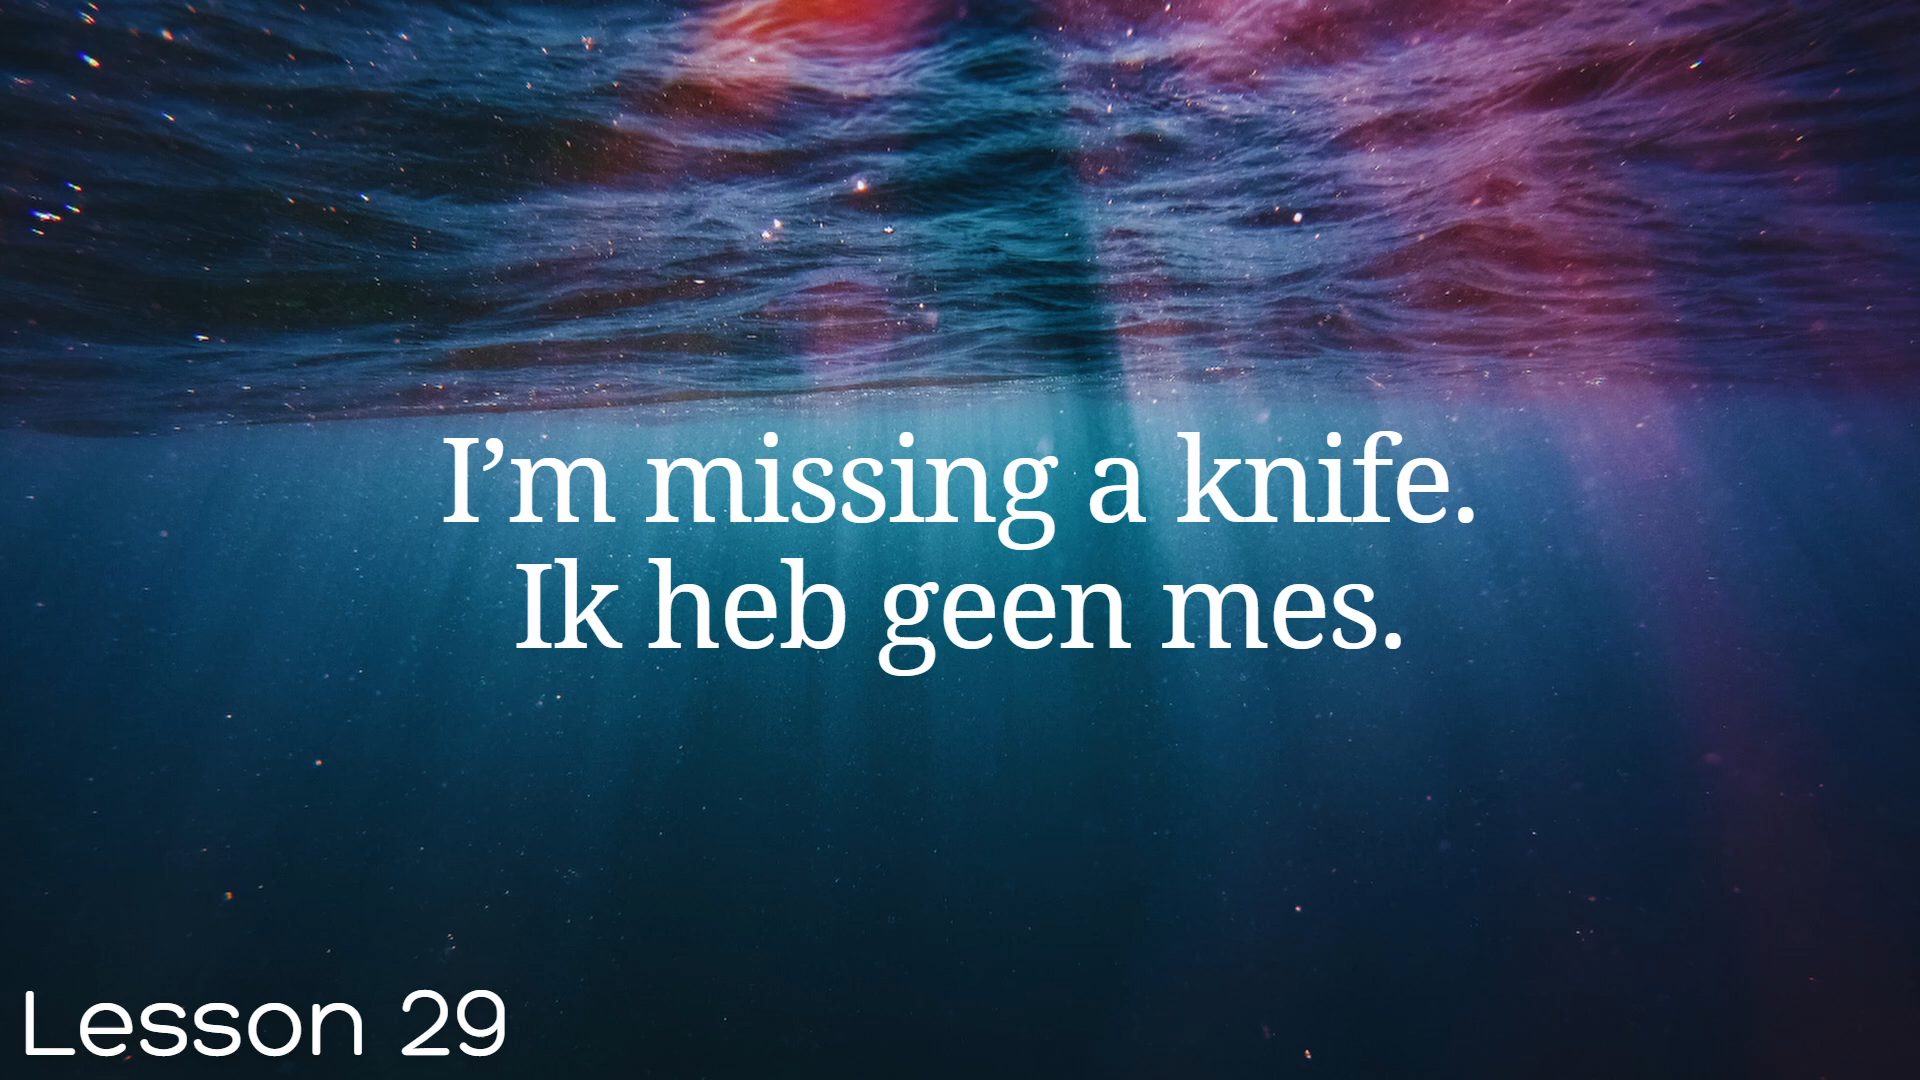 I’m missing a knife.
Ik heb geen mes.
Lesson 29